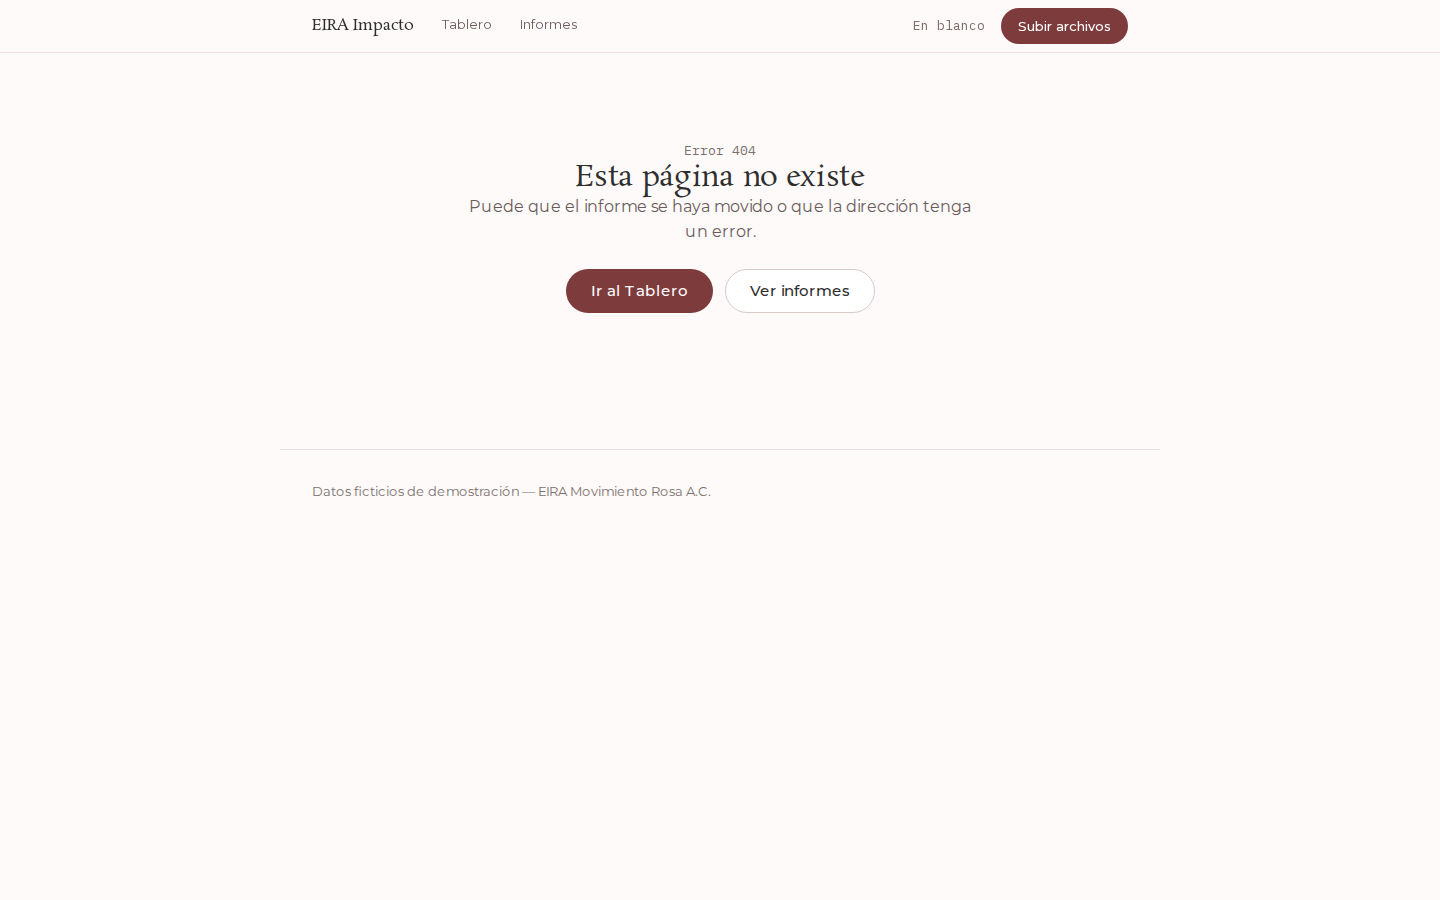 EIRA Impacto
Tablero
Informes
En blanco
Subir archivos
Error 404
Esta página no existe
Puede que el informe se haya movido o que la dirección tenga
un error.
Ir al Tablero
Ver informes
Datos ficticios de demostración — EIRA Movimiento Rosa A.C.